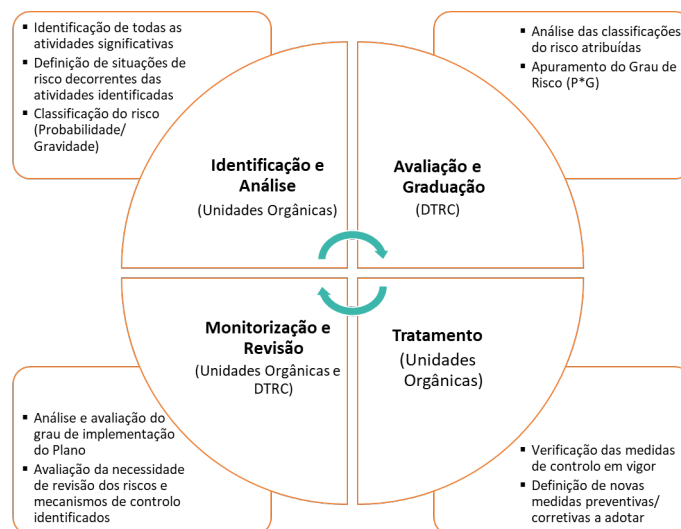 ▪ Identificação de todas as
atividades significativas
▪ Definição de situações de
risco decorrentes das
atividades identificadas
▪ Classificação do risco
(Probabilidade/
Gravidade)
Identificação e
Análise
(Unidades Orgânicas)
▪ Análise das classificações
do risco atribuídas
▪ Apuramento do Grau de
Risco (P*G)
Avaliação e
Graduação
(DTRC)
Monitorização e
Revisão
(Unidades Orgânicas e
DTRC)
▪ Análise e avaliação do
grau de implementação
do Plano
▪ Avaliação da necessidade
de revisão dos riscos e
mecanismos de controlo
identificados
Tratamento
(Unidades
Orgânicas)
▪ Verificação das medidas
de controlo em vigor
▪ Definição de novas
medidas preventivas/
corretivas a adotar